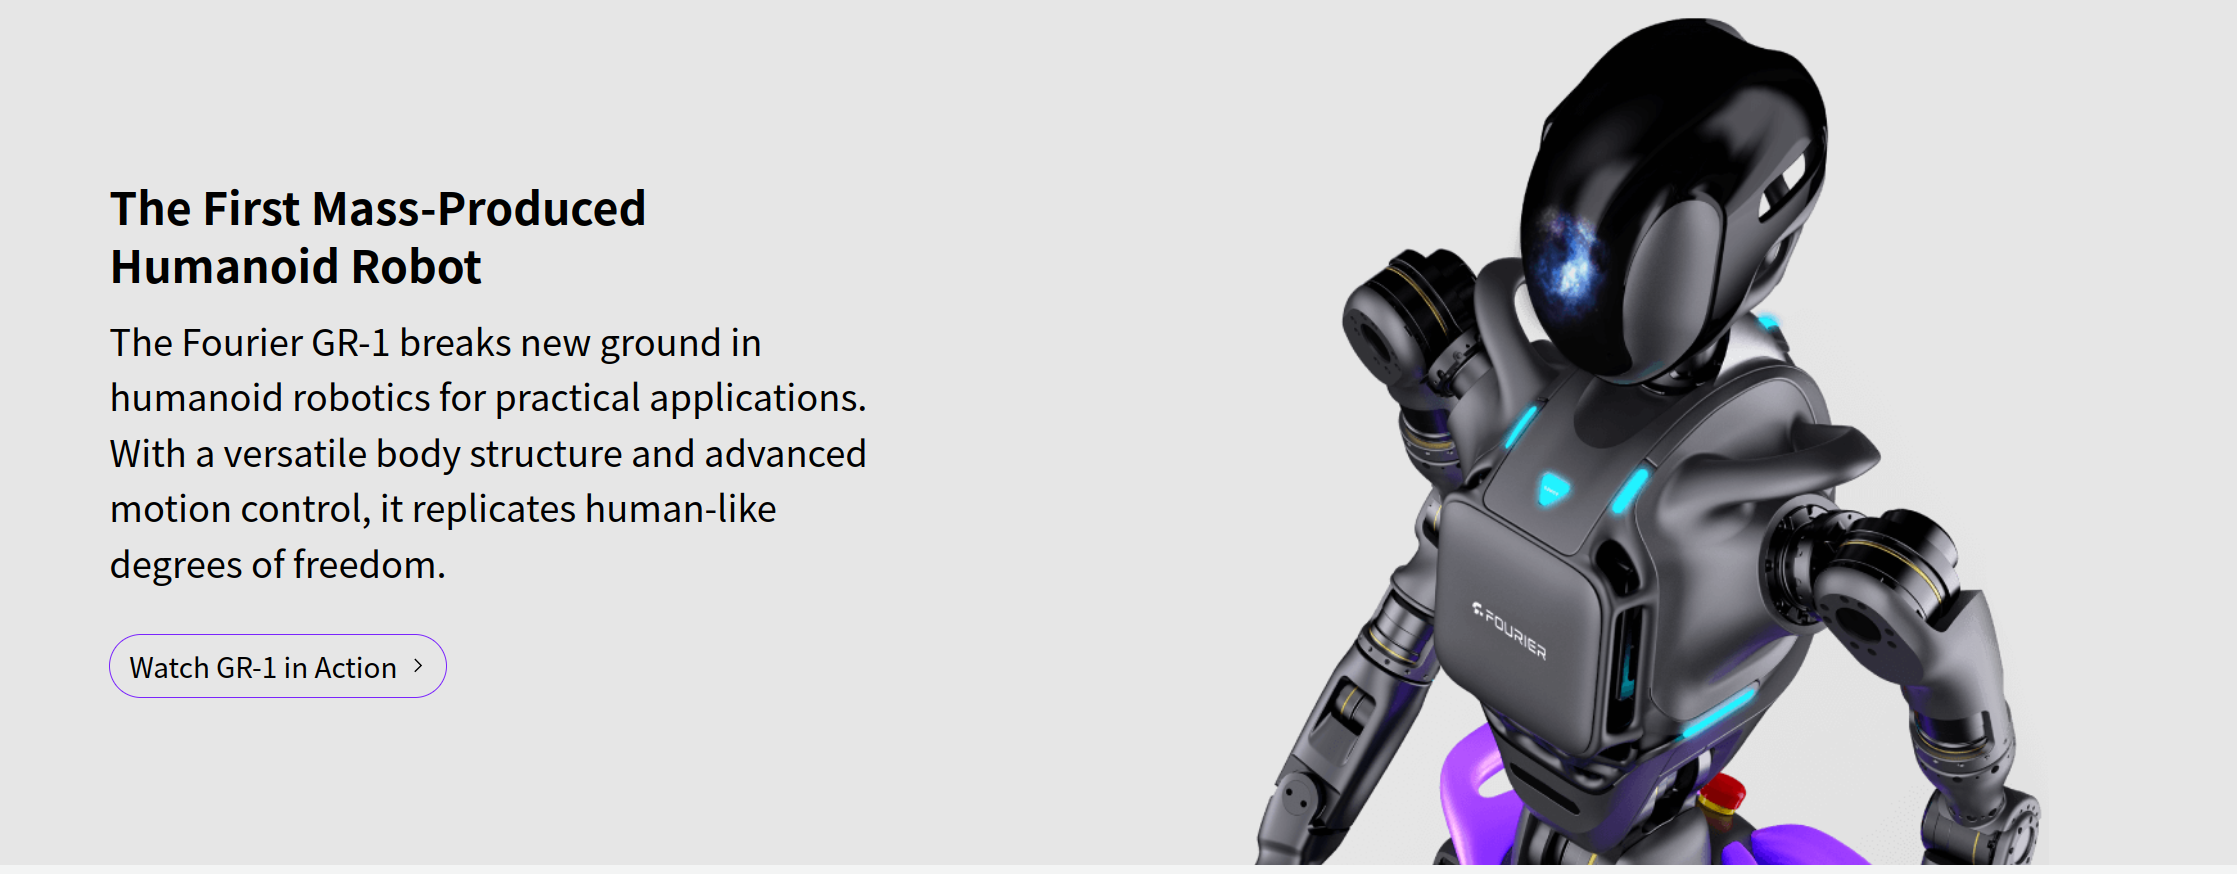 The First Mass-Produced
Humanoid Robot
The Fourier GR-1 breaks new ground in
humanoid robotics for practical applications.
With a versatile body structure and advanced
motion control, it replicates human-like
degrees of freedom.
Watch GR-1 in Action
FOURIER